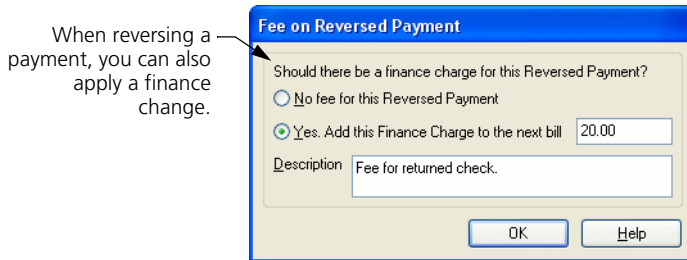 When reversing a
payment, you can also
apply a finance
change.
Fee on Reversed Payment
Should there be a finance charge for this Reversed Payment?
No fee for this Reversed Payment
Yes. Add this Finance Charge to the next bill 20.00
Description Fee for returned check.
OK Help